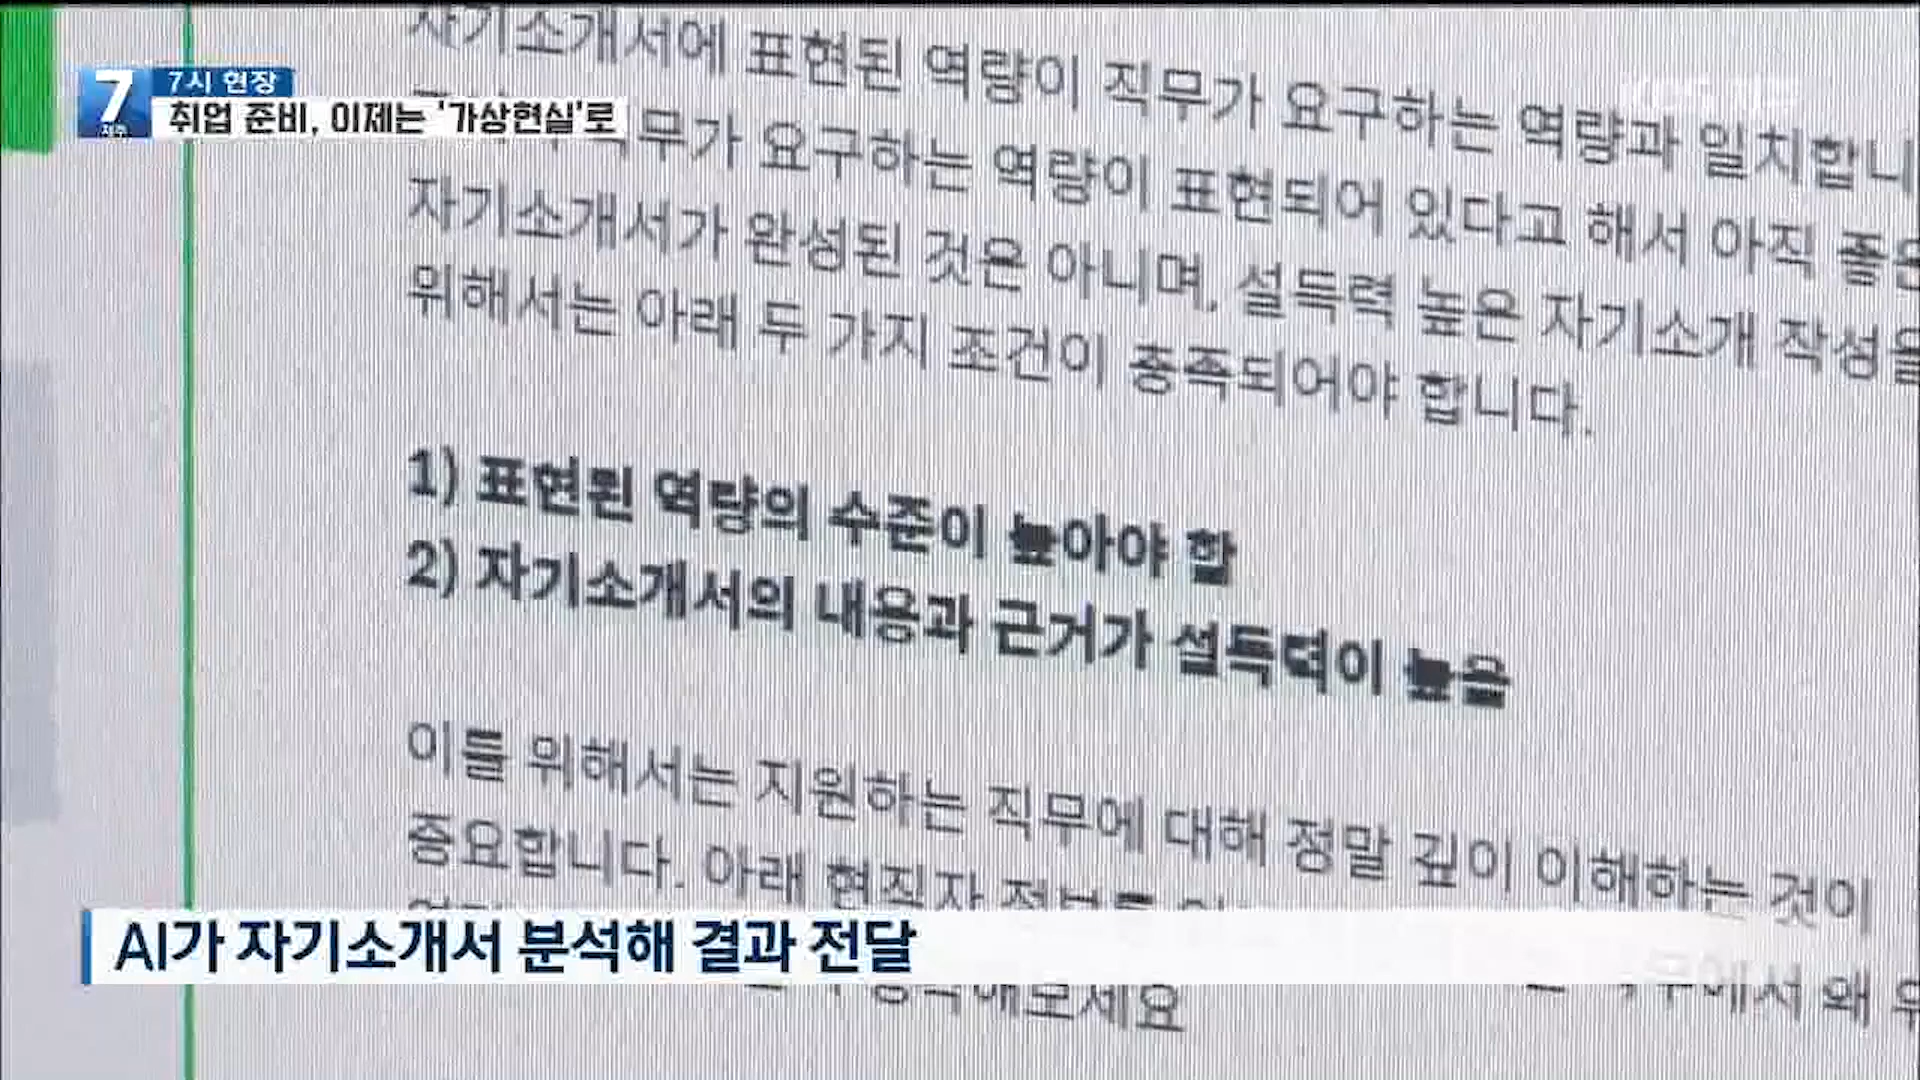 자기소개서에 표현된 역량이 직무가 요구하는 역량과 일치합니
7 제주
7시 현장
취업 준비, 이제는 '가상현실'로
직무가 요구하는 역량이 표현되어 있다고 해서 아직 좋은
자기소개서가 완성된 것은 아니며, 설득력 높은 자기소개 작성을
위해서는 아래 두 가지 조건이 충족되어야 합니다.
1) 표현된 역량의 수준이 높아야 함
2) 자기소개서의 내용과 근거가 설득력이 높음
이를 위해서는 지원하는 직무에 대해 정말 깊이 이해하는 것이
중요합니다. 아래 현직자 정보를
AI가 자기소개서 분석해 결과 전달
직무에서 왜